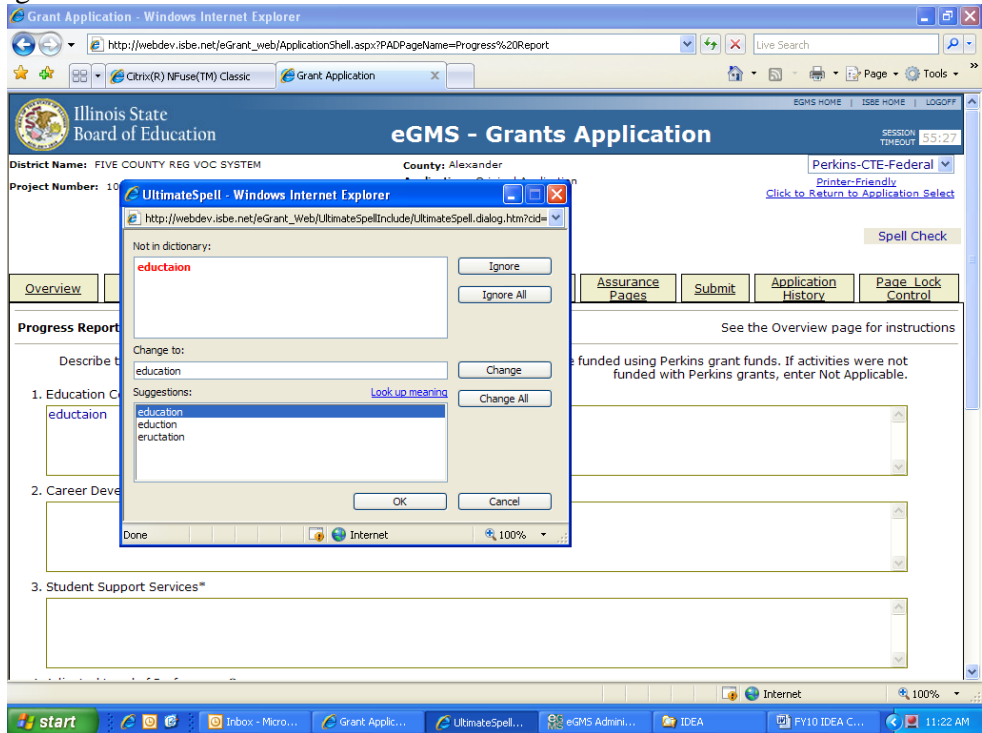 Grant Application - Windows Internet Explorer
http://webdev.isbe.net/eGrant_web/ApplicationShell.aspx?PADPageName=Progress%20Report
Live Search
Citrix(R) NFuse(TM) Classic
Grant Application
Page
Tools
EGMS HOME | ISBE HOME | LOGOFF
Illinois State
Board of Education
eGMS - Grants Application
SESSION
TIMEOUT 55:27
District Name: FIVE COUNTY REG VOC SYSTEM
County: Alexander
Perkins-CTE-Federal
Project Number: 10
Printer-Friendly
Click to Return to Application Select
Spell Check
UltimateSpell - Windows Internet Explorer
http://webdev.isbe.net/eGrant_Web/UltimateSpellInclude/UltimateSpell.dialog.htm?cid=
Not in dictionary:
eductaion
Ignore
Ignore All
Change to:
education
Change
Suggestions:
Look up meaning
Change All
education
eduction
eructation
OK
Cancel
Done
Internet
100%
Overview
Assurance
Pages
Submit
Application
History
Page_Lock
Control
Progress Report
See the Overview page for instructions
Describe t
funded using Perkins grant funds. If activities were not
funded with Perkins grants, enter Not Applicable.
1. Education C
eductaion
2. Career Deve
3. Student Support Services*
Internet
100%
start
Inbox - Micro...
Grant Applic...
UltimateSpell...
eGMS Admini...
IDEA
FY10 IDEA C...
11:22 AM